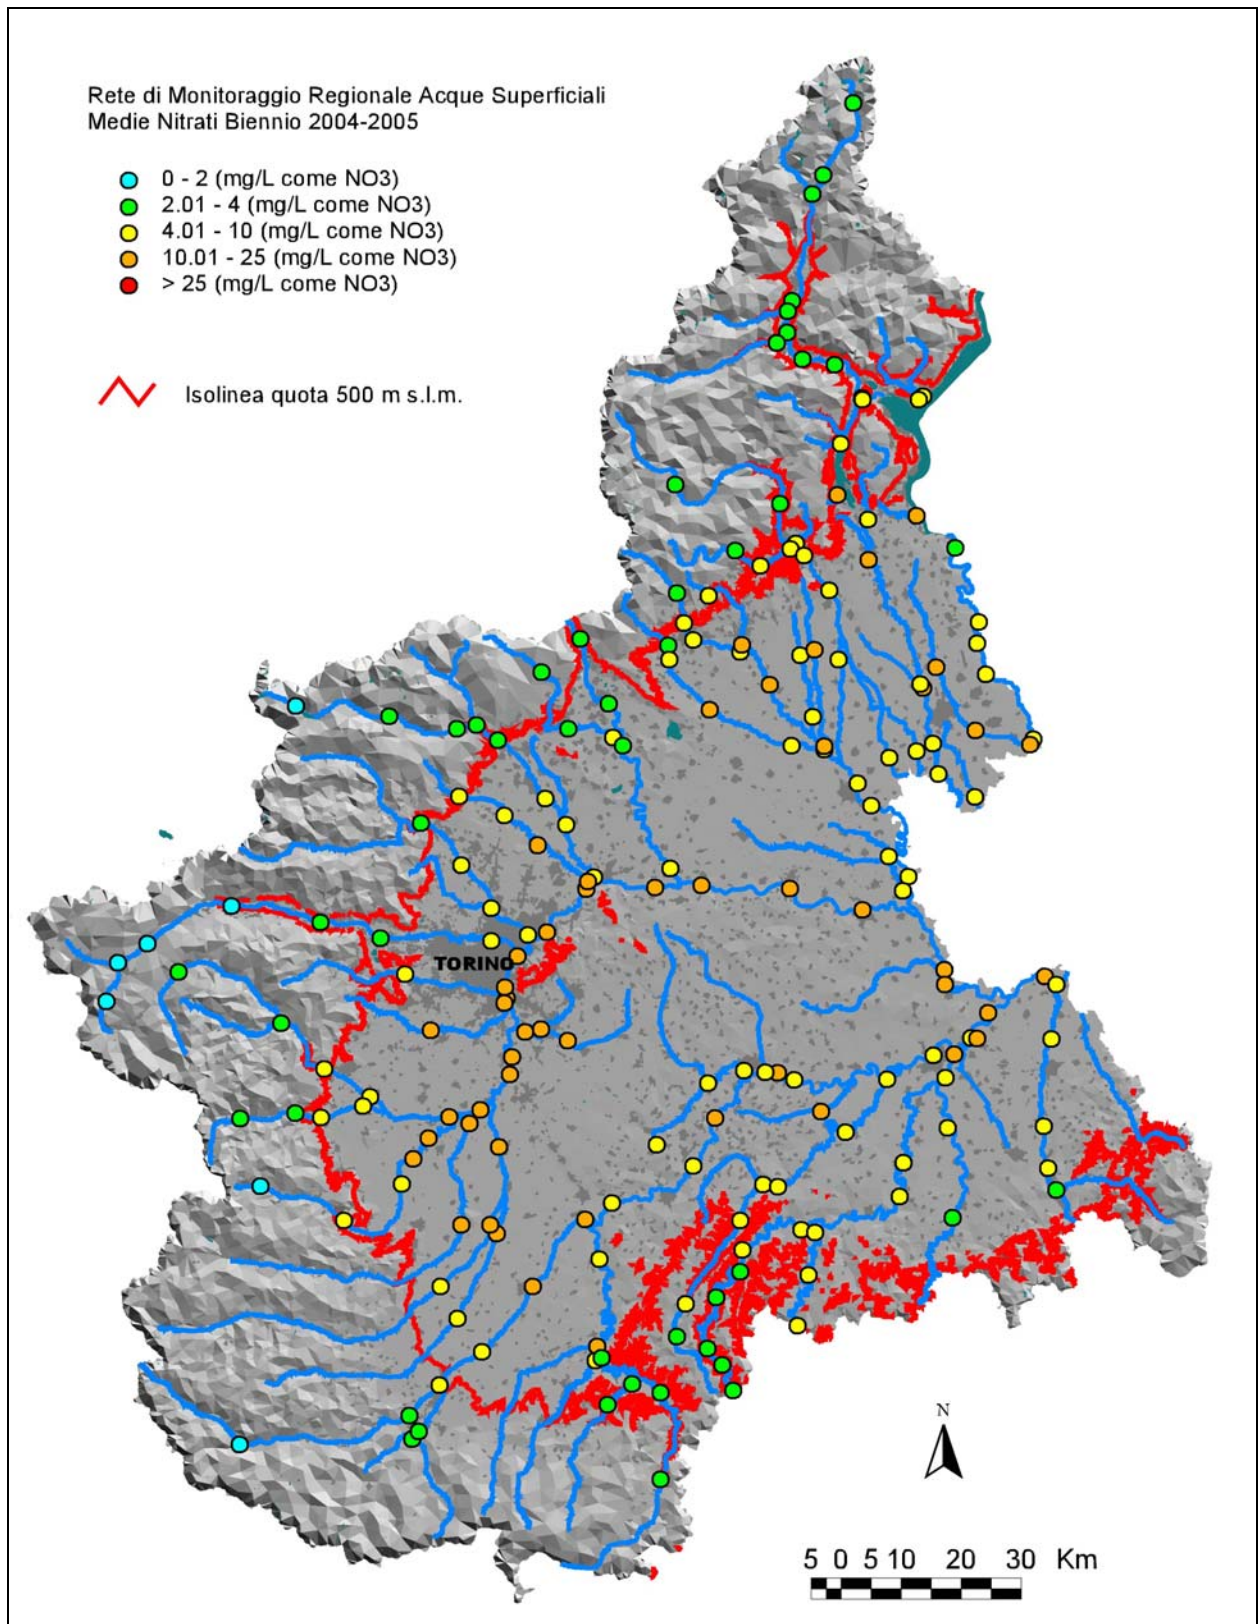 Rete di Monitoraggio Regionale Acque Superficiali
Medie Nitrati Biennio 2004-2005
0 - 2 (mg/L come NO3)
2.01 - 4 (mg/L come NO3)
4.01 - 10 (mg/L come NO3)
10.01 - 25 (mg/L come NO3)
> 25 (mg/L come NO3)
Isolinea quota 500 m s.l.m.
TORINO
N
5 0 5 10 20 30 Km